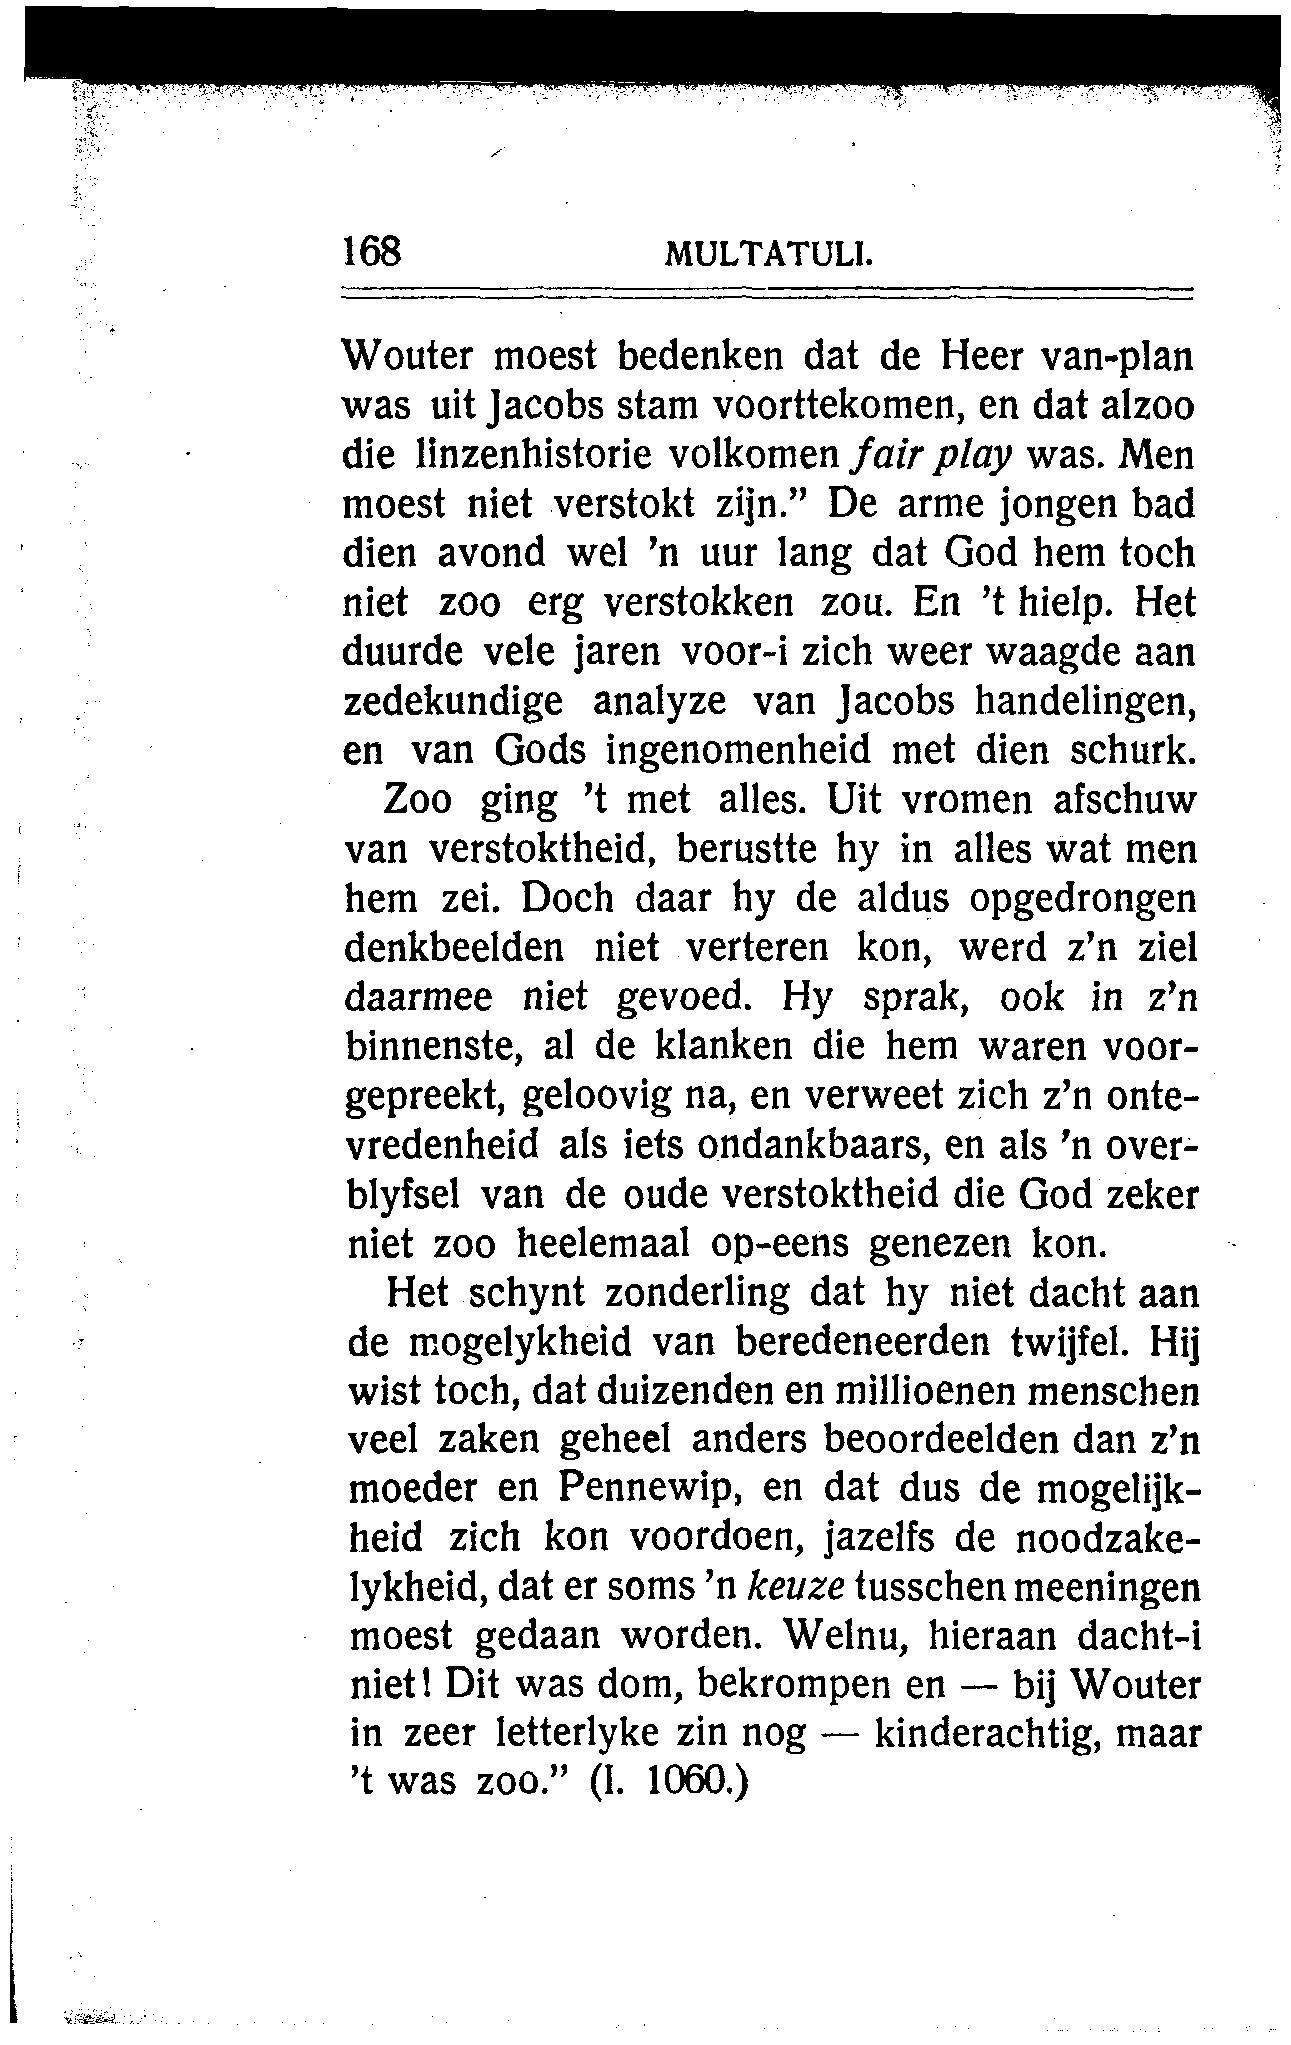 168 MULTATULI.
Wouter moest bedenken dat de Heer van-plan
was uit Jacobs stam voorttekomen, en dat alzoo
die linzenhistorie volkomen fair play was. Men
moest niet verstokt zijn.” De arme jongen bad
dien avond wel ’n uur lang dat God hem toch
niet zoo erg verstokken zou. En ’t hielp. Het
duurde vele jaren voor-i zich weer waagde aan
zedekundige analyze van Jacobs handelingen,
en van Gods ingenomenheid met dien schurk.
Zoo ging ’t met alles. Uit vromen afschuw
van verstoktheid, berustte hy in alles wat men
hem zei. Doch daar hy de aldus opgedrongen
denkbeelden niet verteren kon, werd z’n ziel
daarmee niet gevoed. Hy sprak, ook in z’n
binnenste, al de klanken die hem waren voor-
gepreekt, geloovig na, en verweet zich z’n onte-
vredenheid als iets ondankbaars, en als ’n over-
blyfsel van de oude verstoktheid die God zeker
niet zoo heelemaal op-eens genezen kon.
Het schynt zonderling dat hy niet dacht aan
de mogelykheid van beredeneerden twijfel. Hij
wist toch, dat duizenden en millioenen menschen
veel zaken geheel anders beoordeelden dan z’n
moeder en Pennewip, en dat dus de mogelijk-
heid zich kon voordoen, jazelfs de noodzake-
lykheid, dat er soms ’n keuze tusschen meeningen
moest gedaan worden. Welnu, hieraan dacht-i
niet! Dit was dom, bekrompen en — bij Wouter
in zeer letterlyke zin nog — kinderachtig, maar
’t was zoo.” (I. 1060.)